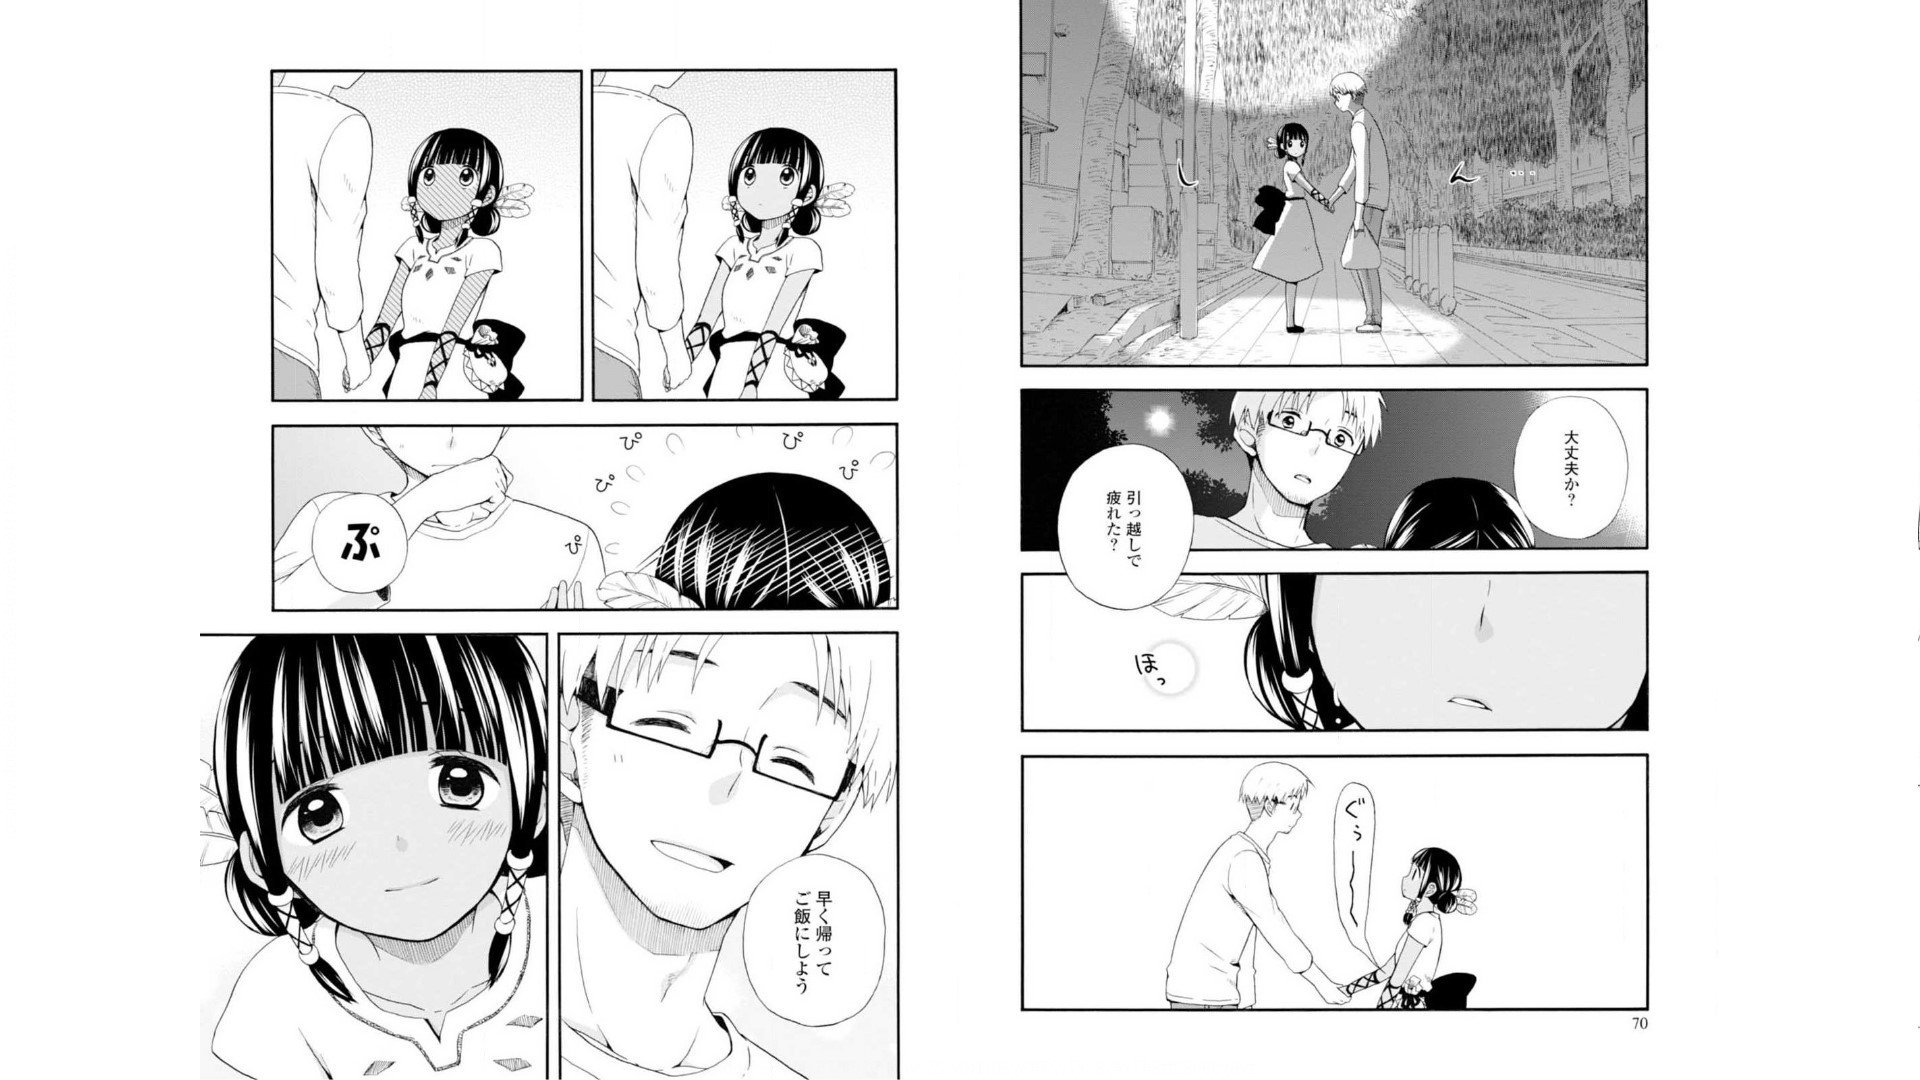 しん…
大丈夫か?
引っ越しで
疲れた?
ほっ
ぐぅ〜
70
ぴ
ぴ
ぴ
ぴ
ぴ
ぷ
早く帰って
ご飯にしよう